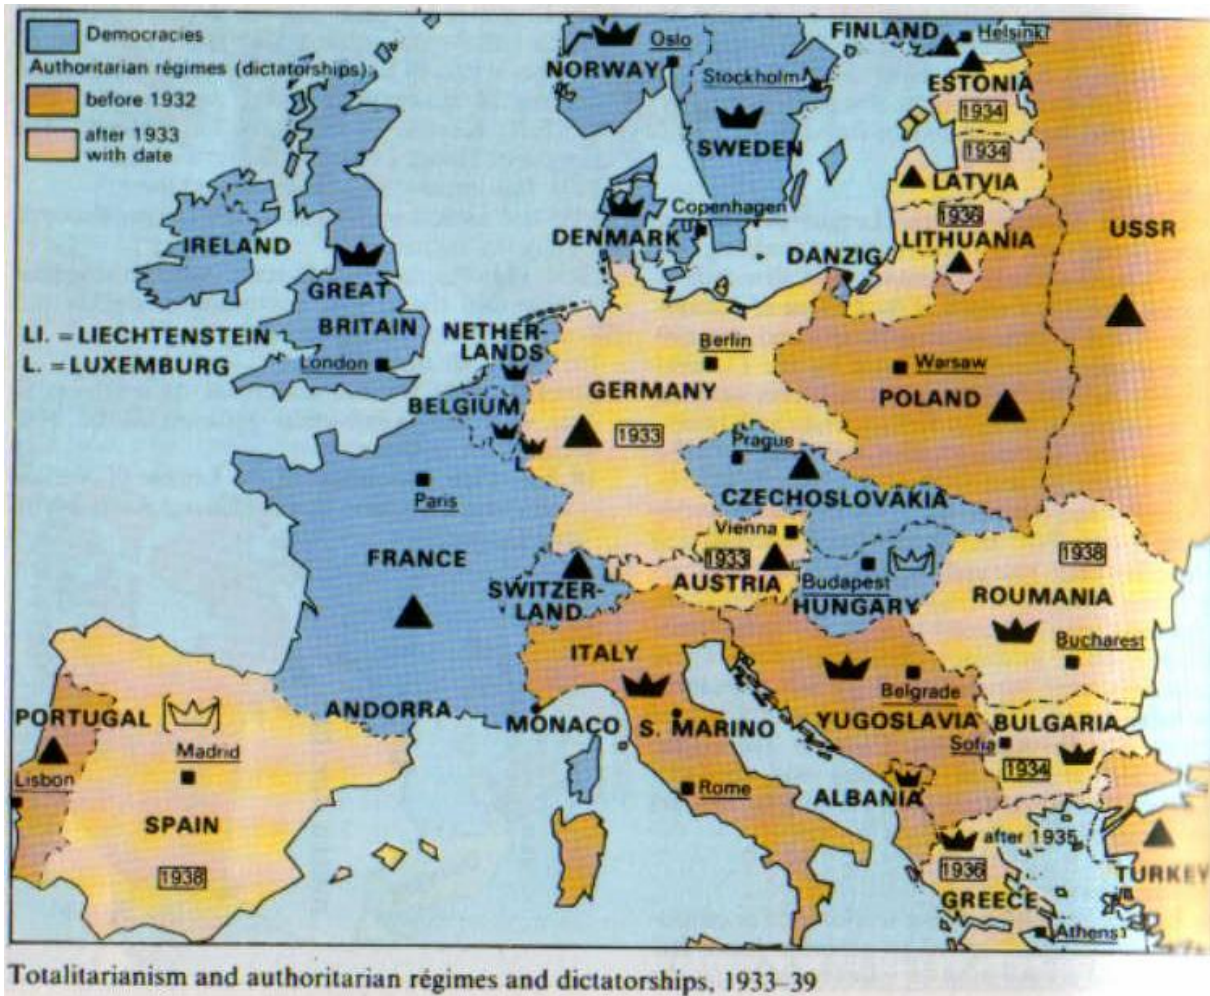 Democracies
Authoritarian régimes (dictatorships)
before 1932
after 1933
with date
NORWAY
Oslo
Stockholm
SWEDEN
FINLAND
Helsinki
ESTONIA
1934
1934
LATVIA
1936
LITHUANIA
USSR
IRELAND
GREAT
BRITAIN
London
DENMARK
Copenhagen
DANZIG
LI. = LIECHTENSTEIN
L. = LUXEMBURG
NETHER-
LANDS
BELGIUM
L.
Berlin
GERMANY
1933
Warsaw
POLAND
Prague
CZECHOSLOVAKIA
Paris
FRANCE
SWITZER-
LAND
LI.
Vienna
1933
AUSTRIA
Budapest
HUNGARY
1938
ROUMANIA
Bucharest
ITALY
Belgrade
YUGOSLAVIA
BULGARIA
Sofia
1934
ANDORRA
MONACO
S. MARINO
Rome
PORTUGAL
Lisbon
Madrid
SPAIN
1938
ALBANIA
after 1935
1936
GREECE
Athens
TURKEY
Totalitarianism and authoritarian régimes and dictatorships, 1933–39